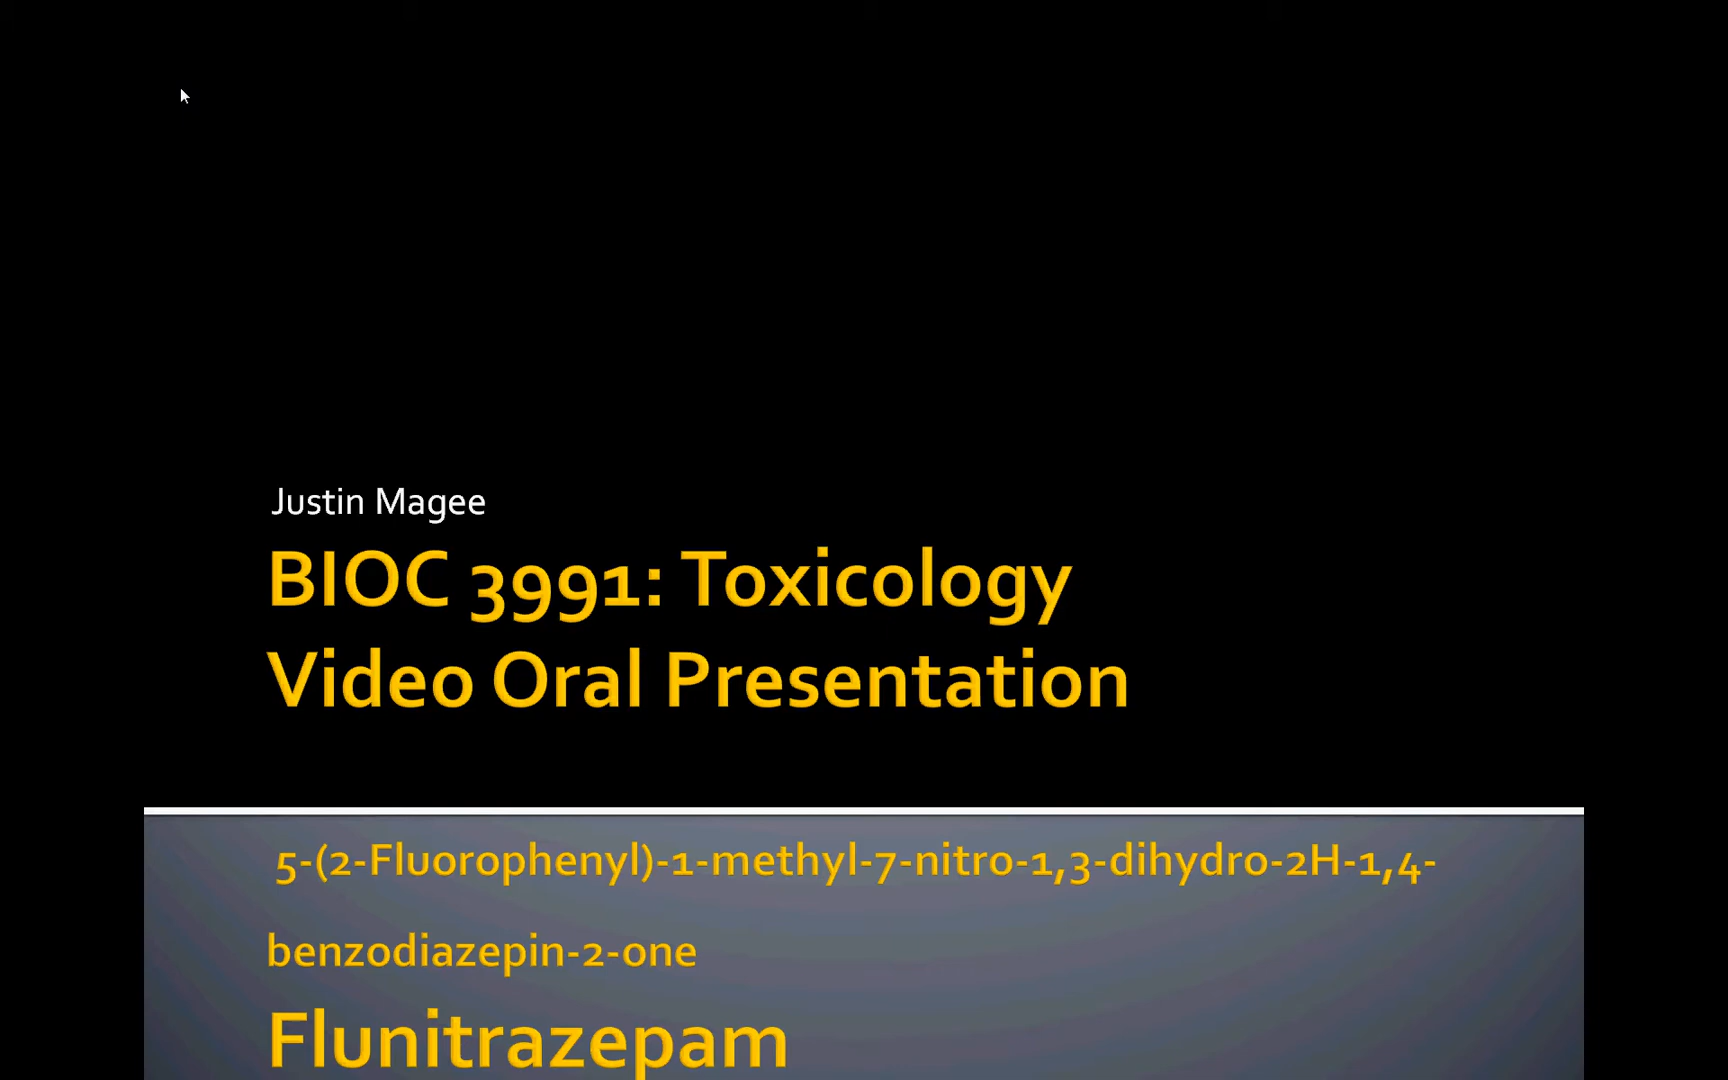 Justin Magee
BIOC 3991: Toxicology
Video Oral Presentation
5-(2-Fluorophenyl)-1-methyl-7-nitro-1,3-dihydro-2H-1,4-
benzodiazepin-2-one
Flunitrazepam